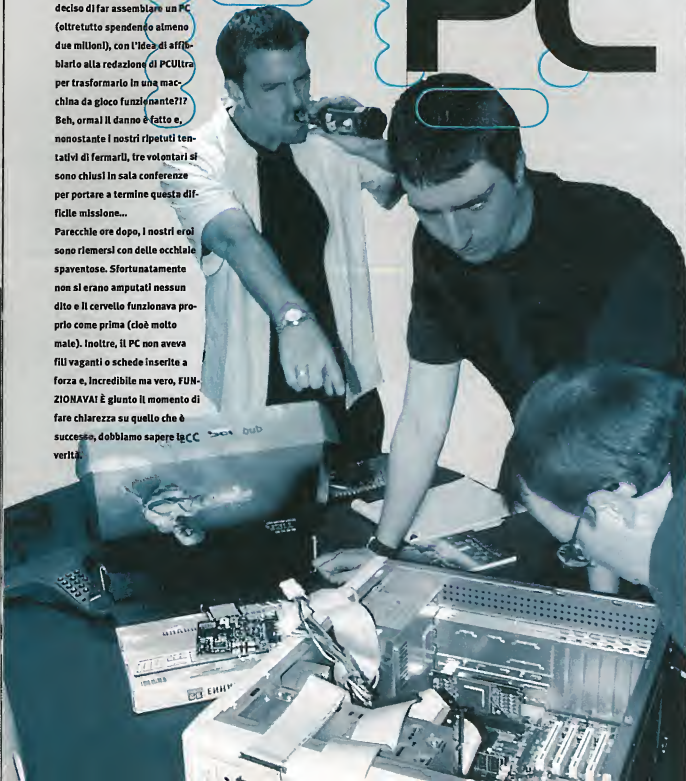 PC
deciso di far assemblare un PC
(oltretutto spendendo almeno
due milioni), con l'idea di affib-
biarlo alla redazione di PCUltra
per trasformarlo in una mac-
china da gioco funzionante?!?
Beh, ormai il danno è fatto e,
nonostante i nostri ripetuti ten-
tativi di fermarli, tre volontari si
sono chiusi in sala conferenze
per portare a termine questa dif-
ficile missione...
Parecchie ore dopo, i nostri eroi
sono riemersi con delle occhiaie
spaventose. Sfortunatamente
non si erano amputati nessun
dito e il cervello funzionava pro-
prio come prima (cioè molto
male). Inoltre, il PC non aveva
fili vaganti o schede inserite a
forza e, incredibile ma vero, FUN-
ZIONAVA! È giunto il momento di
fare chiarezza su quello che è
successo, dobbiamo sapere la
verità.